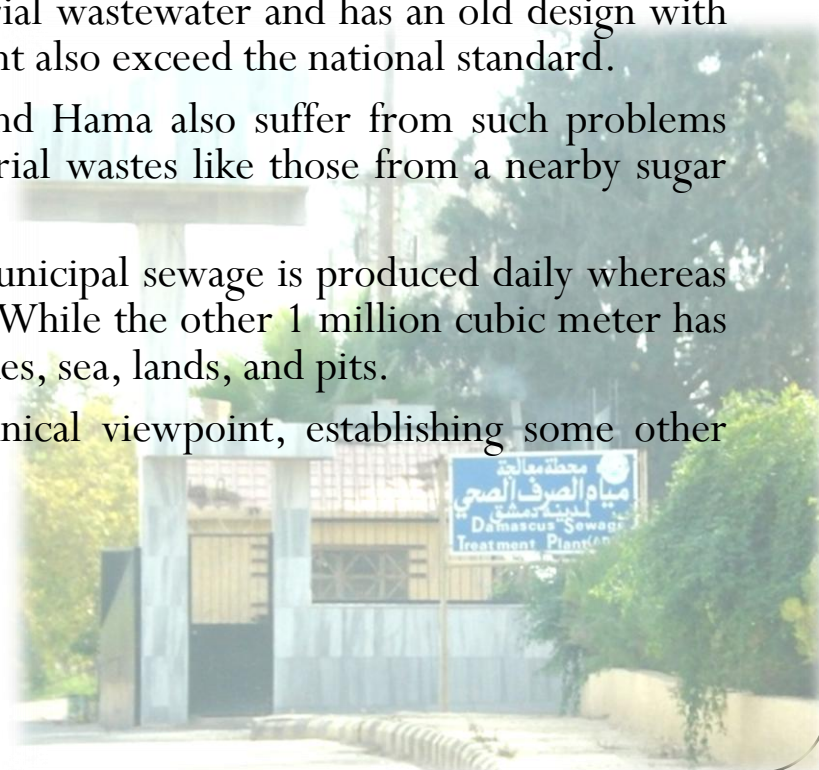 ial wastewater and has an old design with
nt also exceed the national standard.
nd Hama also suffer from such problems
rial wastes like those from a nearby sugar
unicipal sewage is produced daily whereas
While the other 1 million cubic meter has
es, sea, lands, and pits.
nical viewpoint, establishing some other
محطة معالجة
مياه الصرف الصحي
لمدينة دمشق
Damascus Sewage
Treatment Plant